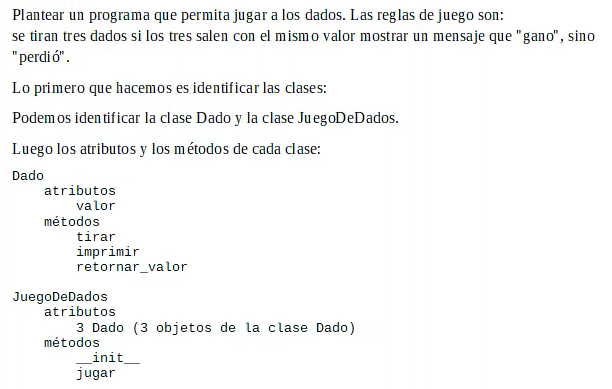 Plantear un programa que permita jugar a los dados. Las reglas de juego son:
se tiran tres dados si los tres salen con el mismo valor mostrar un mensaje que "gano", sino
"perdió".
Lo primero que hacemos es identificar las clases:
Podemos identificar la clase Dado y la clase JuegoDeDados.
Luego los atributos y los métodos de cada clase:
Dado
    atributos
        valor
    métodos
        tirar
        imprimir
        retornar_valor
JuegoDeDados
    atributos
        3 Dado (3 objetos de la clase Dado)
    métodos
        __init__
        jugar